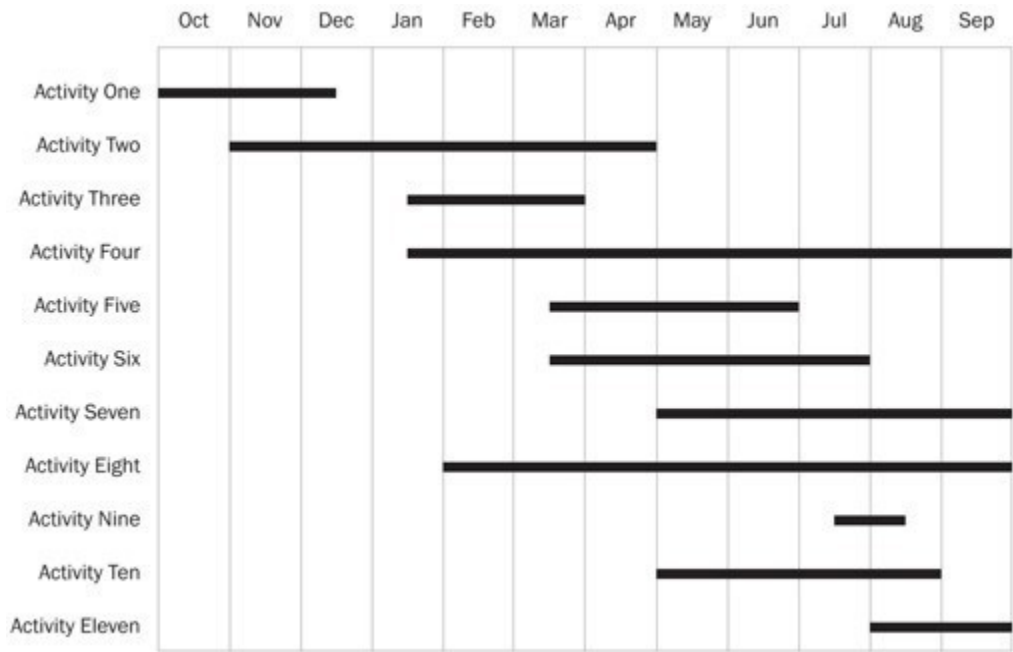 Oct Nov Dec Jan Feb Mar Apr May Jun Jul Aug Sep
Activity One
Activity Two
Activity Three
Activity Four
Activity Five
Activity Six
Activity Seven
Activity Eight
Activity Nine
Activity Ten
Activity Eleven